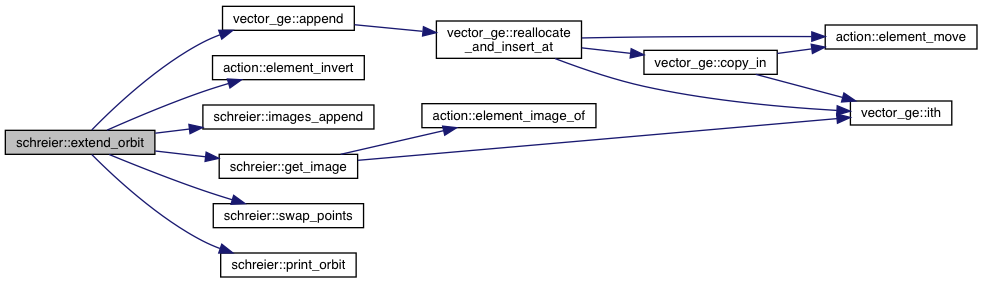 schreier::extend_orbit
vector_ge::append
action::element_invert
schreier::images_append
schreier::get_image
schreier::swap_points
schreier::print_orbit
vector_ge::reallocate
_and_insert_at
action::element_image_of
vector_ge::copy_in
action::element_move
vector_ge::ith